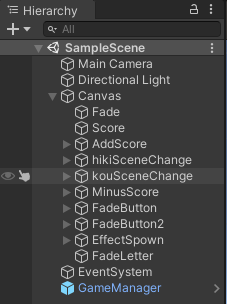 Hierarchy
All
SampleScene
Main Camera
Directional Light
Canvas
Fade
Score
AddScore
hikiSceneChange
kouSceneChange
MinusScore
FadeButton
FadeButton2
EffectSpawn
FadeLetter
EventSystem
GameManager